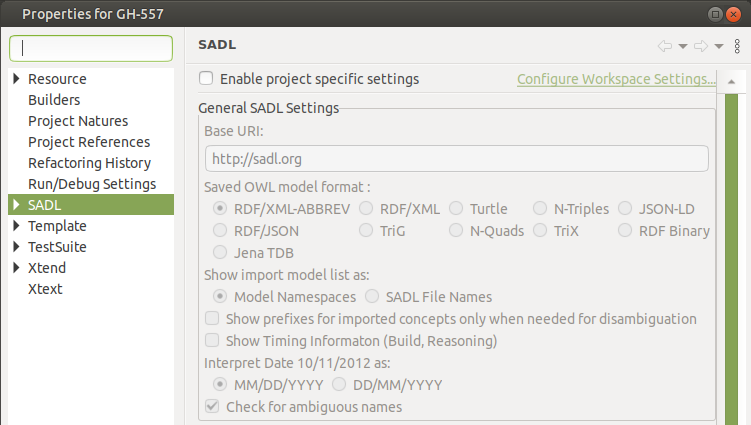 Properties for GH-557
SADL
Resource
Builders
Project Natures
Project References
Refactoring History
Run/Debug Settings
SADL
Template
TestSuite
Xtend
Xtext
Enable project specific settings
Configure Workspace Settings...
General SADL Settings
Base URI:
http://sadl.org
Saved OWL model format :
RDF/XML-ABBREV RDF/XML Turtle N-Triples JSON-LD
RDF/JSON TriG N-Quads TriX RDF Binary
Jena TDB
Show import model list as:
Model Namespaces SADL File Names
Show prefixes for imported concepts only when needed for disambiguation
Show Timing Informaton (Build, Reasoning)
Interpret Date 10/11/2012 as:
MM/DD/YYYY DD/MM/YYYY
Check for ambiguous names